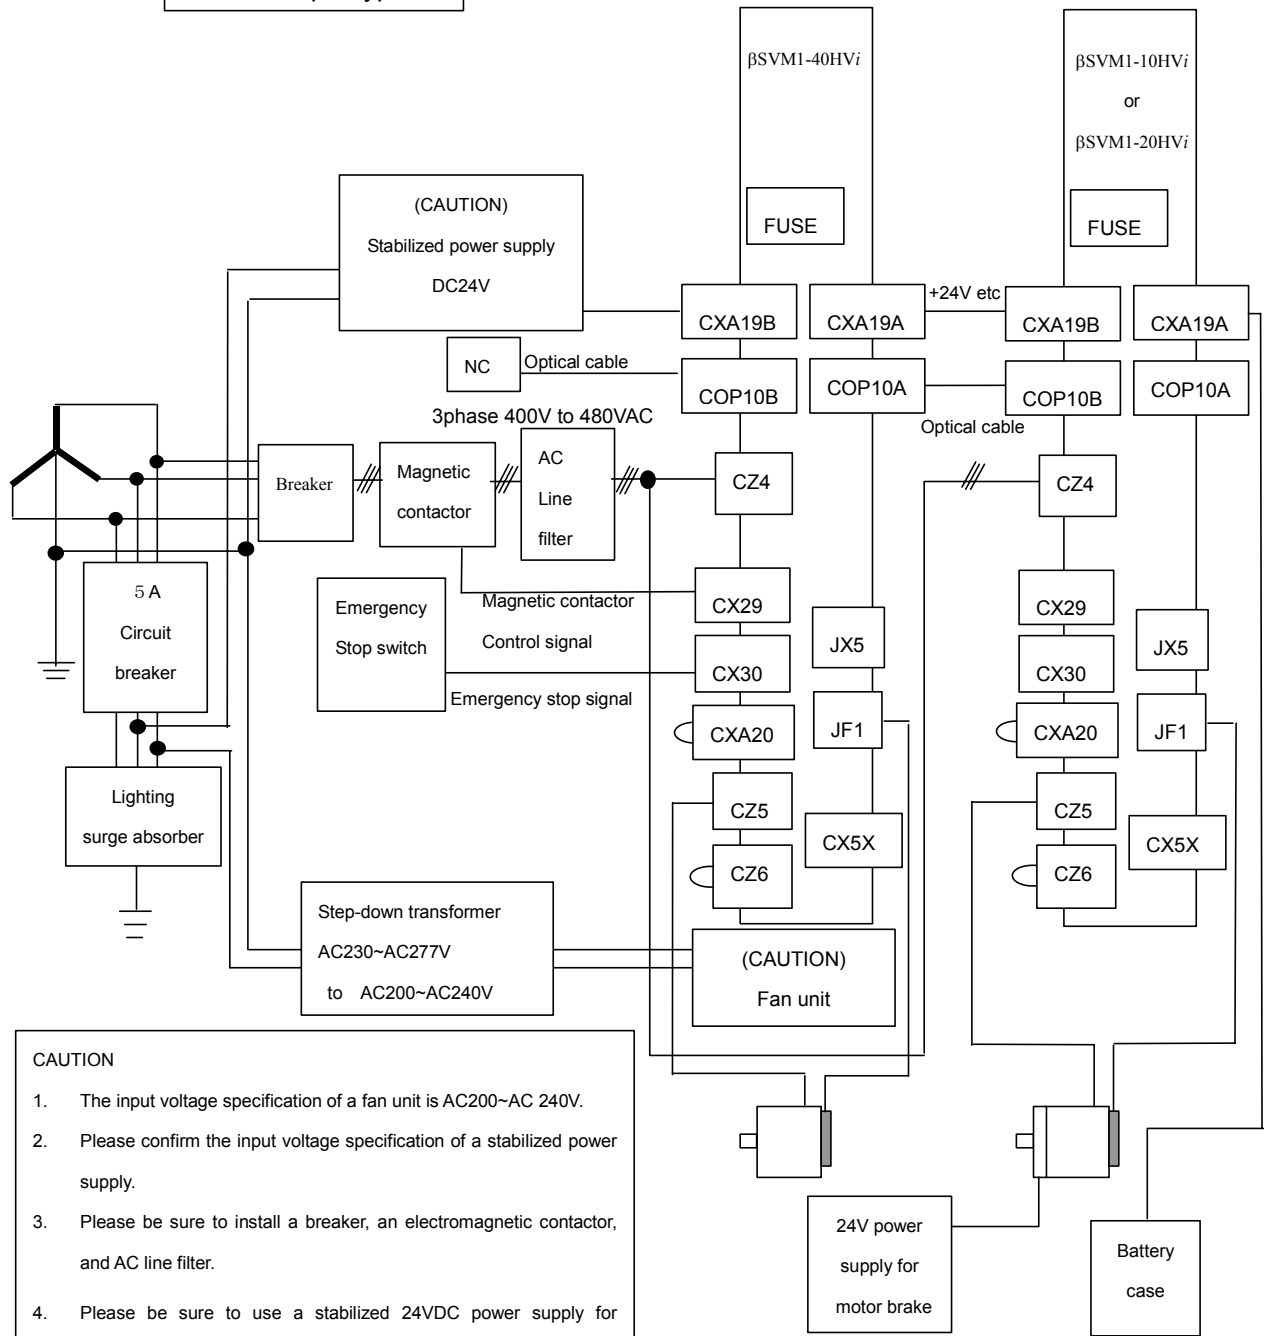 βSVM1-40HVi
βSVM1-10HVi
or
βSVM1-20HVi
FUSE
FUSE
(CAUTION)
Stabilized power supply
DC24V
CXA19B
CXA19A
+24V etc
CXA19B
CXA19A
NC
Optical cable
COP10B
COP10A
COP10B
COP10A
Optical cable
3phase 400V to 480VAC
Breaker
Magnetic
contactor
AC
Line
filter
CZ4
CZ4
5 A
Circuit
breaker
Emergency
Stop switch
Magnetic contactor
Control signal
Emergency stop signal
CX29
CX30
CXA20
CZ5
CZ6
JX5
JF1
CX5X
CX29
CX30
CXA20
CZ5
CZ6
JX5
JF1
CX5X
Lighting
surge absorber
Step-down transformer
AC230~AC277V
to AC200~AC240V
(CAUTION)
Fan unit
CAUTION
1. The input voltage specification of a fan unit is AC200~AC 240V.
2. Please confirm the input voltage specification of a stabilized power
supply.
3. Please be sure to install a breaker, an electromagnetic contactor,
and AC line filter.
4. Please be sure to use a stabilized 24VDC power supply for
24V power
supply for
motor brake
Battery
case